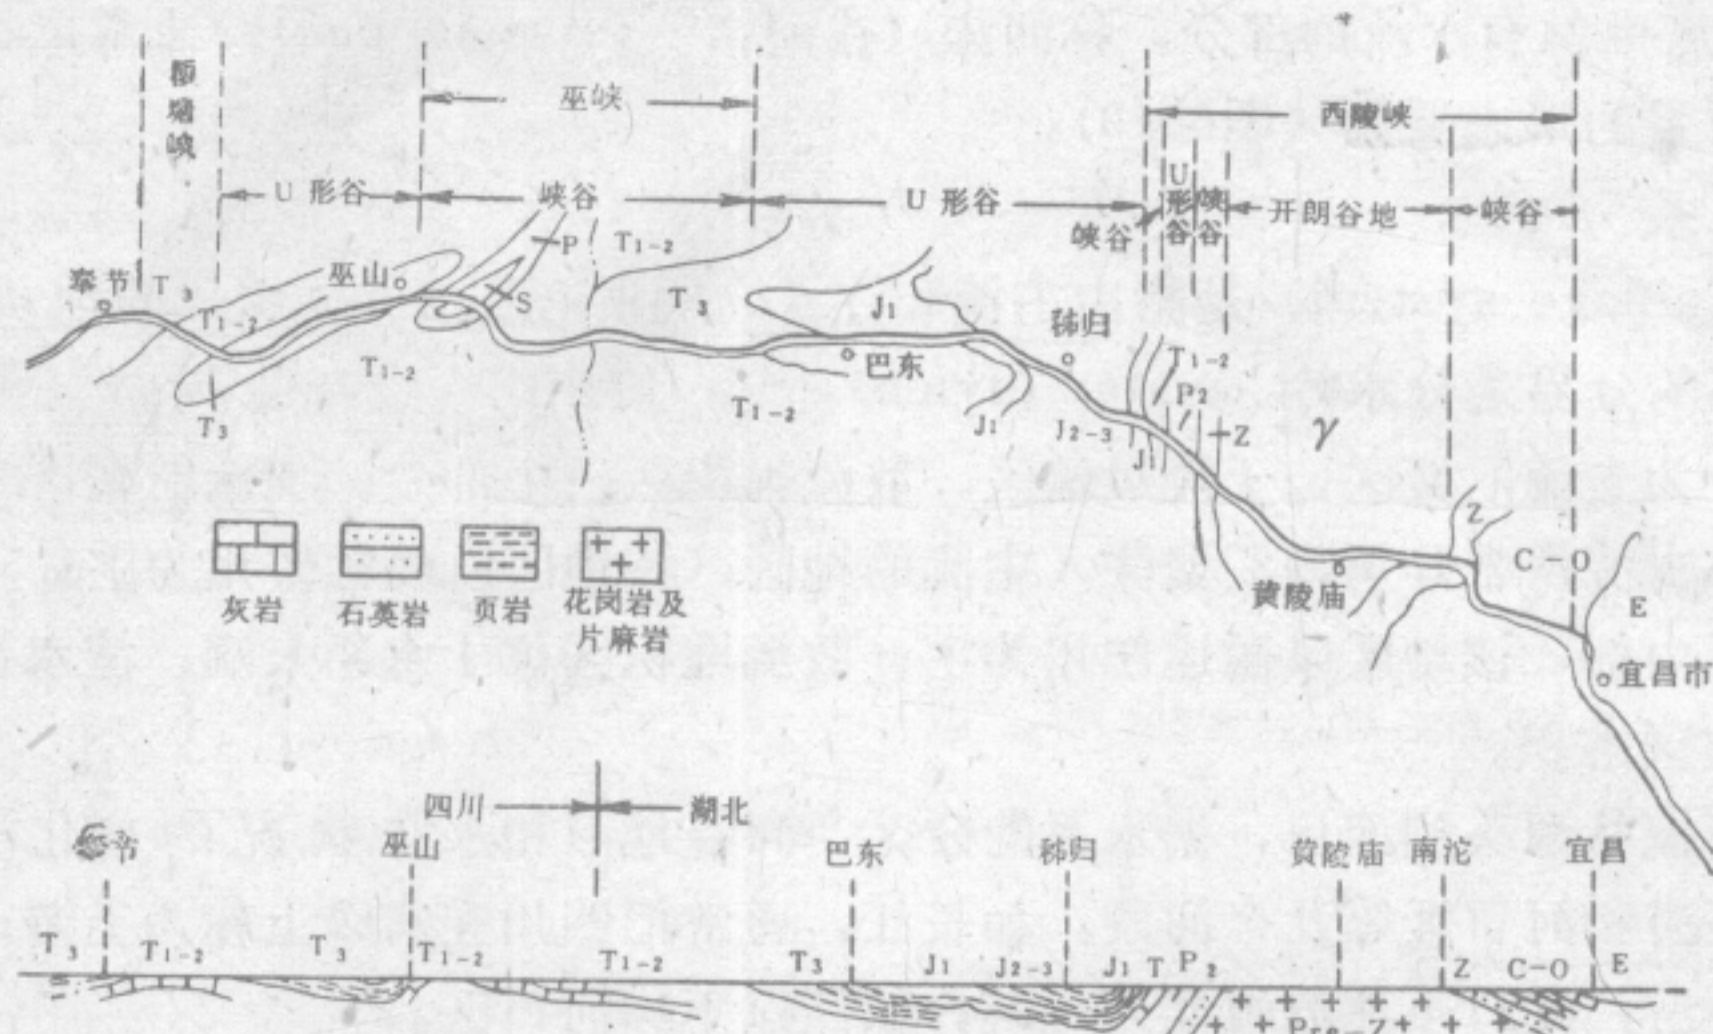 瞿塘峡
巫峡
西陵峡
U 形谷
峡谷
U 形谷
峡谷
U形谷
峡谷
开朗谷地
峡谷
奉节
T₃
T₁₋₂
巫山
P
S
T₁₋₂
T₃
J₁
秭归
T₁₋₂
P₂
T₁₋₂
巴东
T₃
T₁₋₂
J₁
J₂₋₃
J₁
Z
γ
Z
C-O
E
黄陵庙
宜昌市
灰岩
石英岩
页岩
花岗岩及
片麻岩
四川
湖北
节
巫山
巴东
秭归
黄陵庙
南沱
宜昌
T₃
T₁₋₂
T₃
T₁₋₂
T₁₋₂
T₃
J₁
J₂₋₃
J₁
T
P₂
Z
C-O
E
Pre-Z